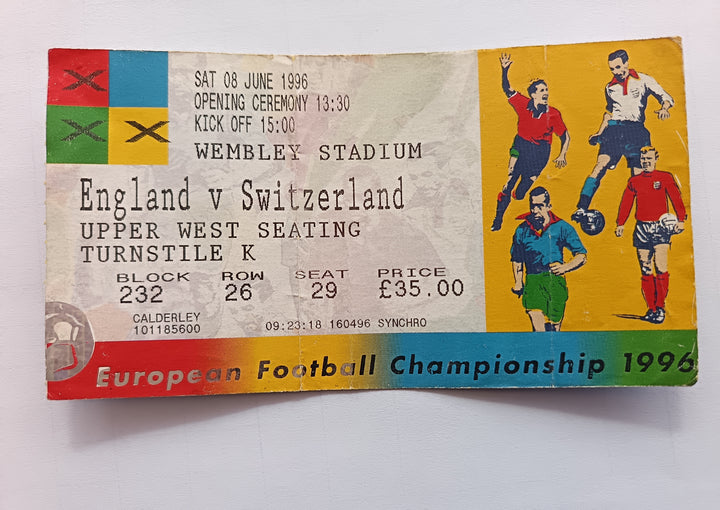 SAT 08 JUNE 1996
OPENING CEREMONY 13:30
KICK OFF 15:00
WEMBLEY STADIUM
England v Switzerland
UPPER WEST SEATING
TURNSTILE K
BLOCK ROW SEAT PRICE
232 26 29 £35.00
CALDERLEY
101185600 09:23:18 160496 SYNCHRO
European Football Championship 1996